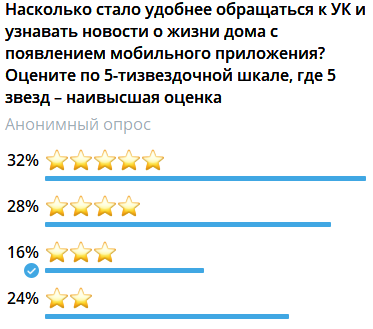 Насколько стало удобнее обращаться к УК и
узнавать новости о жизни дома с
появлением мобильного приложения?
Оцените по 5-тизвездочной шкале, где 5
звезд – наивысшая оценка
Анонимный опрос
32% ⭐⭐⭐⭐⭐
28% ⭐⭐⭐⭐
16% ⭐⭐⭐
24% ⭐⭐